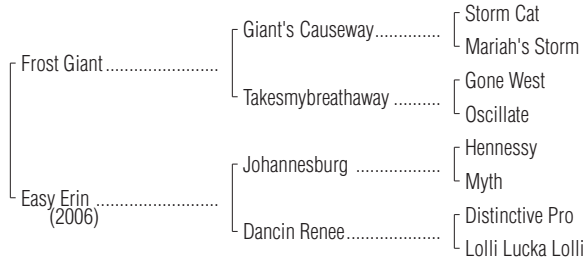 Storm Cat
Giant's Causeway
Mariah's Storm
Frost Giant
Gone West
Takesmybreathaway
Oscillate
Hennessy
Johannesburg
Myth
Easy Erin
(2006)
Distinctive Pro
Dancin Renee
Lolli Lucka Lolli